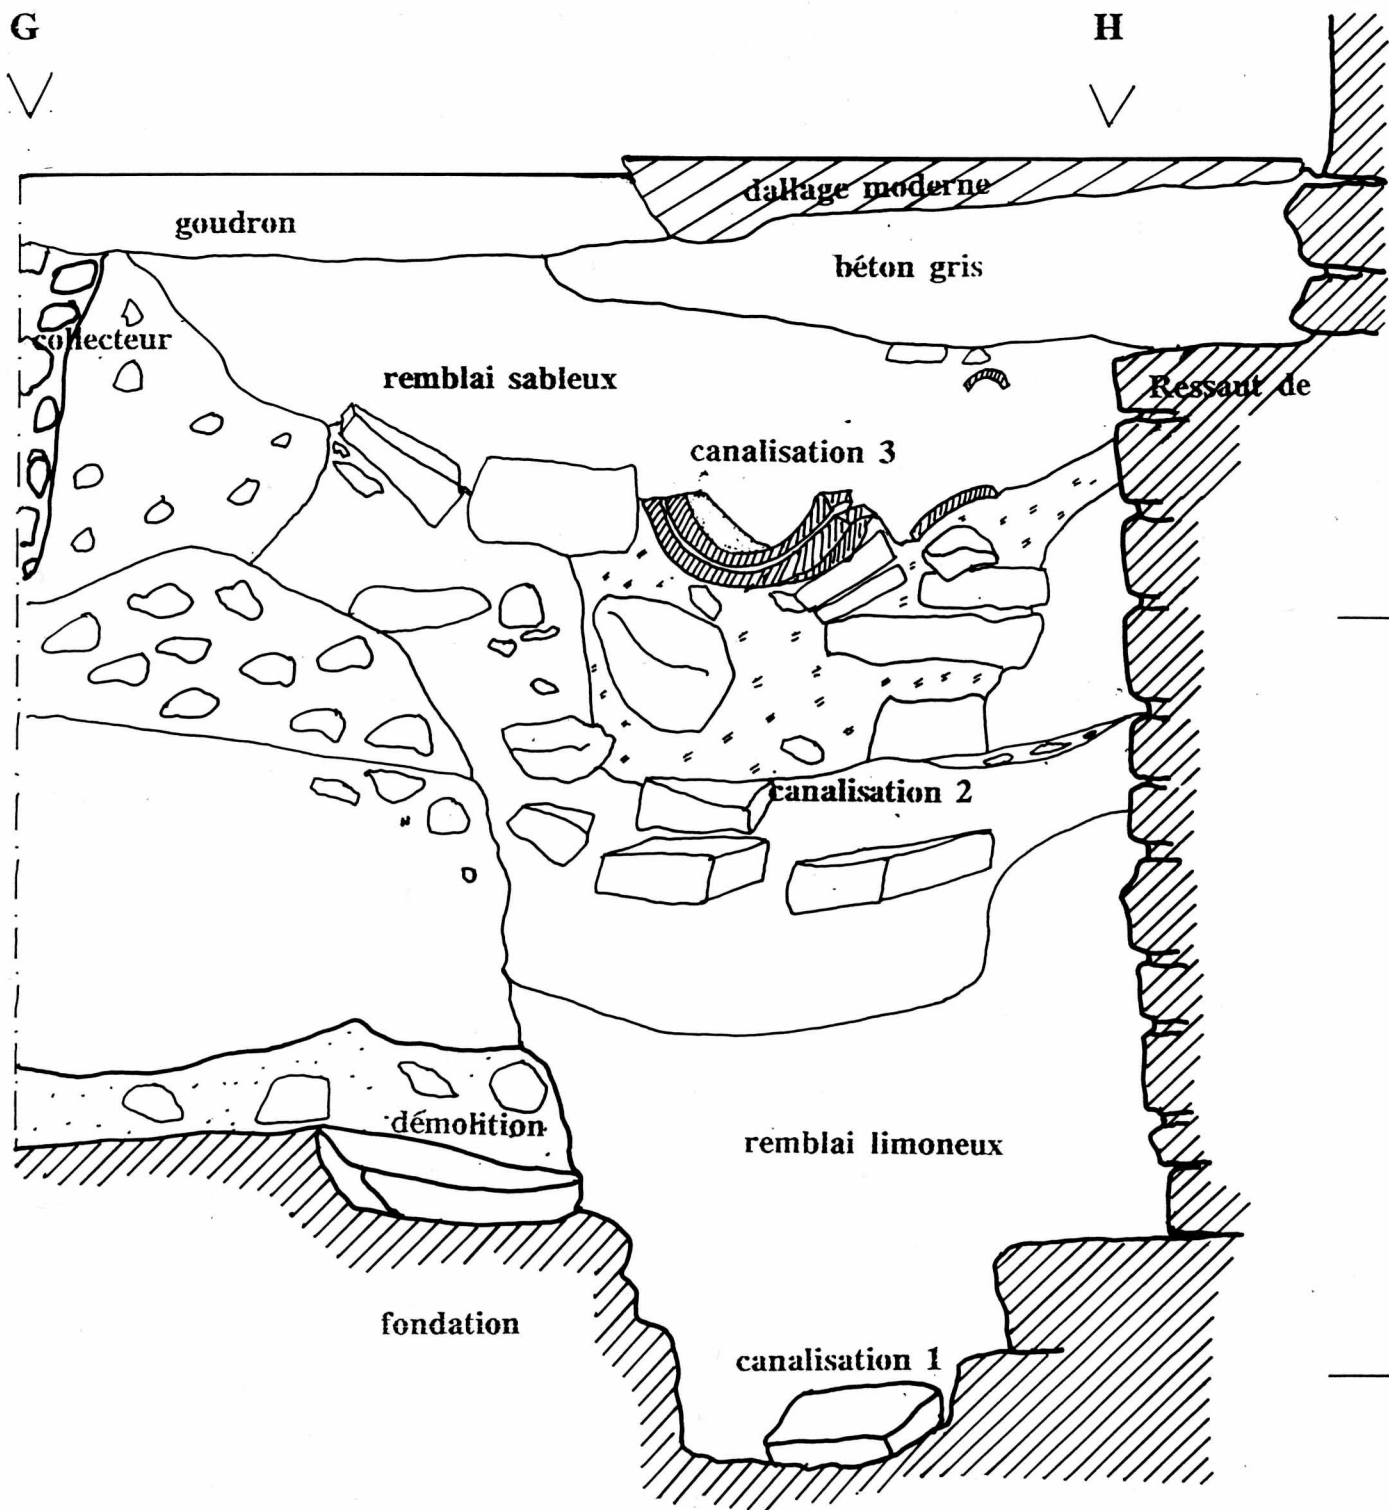 G
H
dallage moderne
goudron
béton gris
collecteur
remblai sableux
Ressaut de
canalisation 3
canalisation 2
démolition
remblai limoneux
fondation
canalisation 1